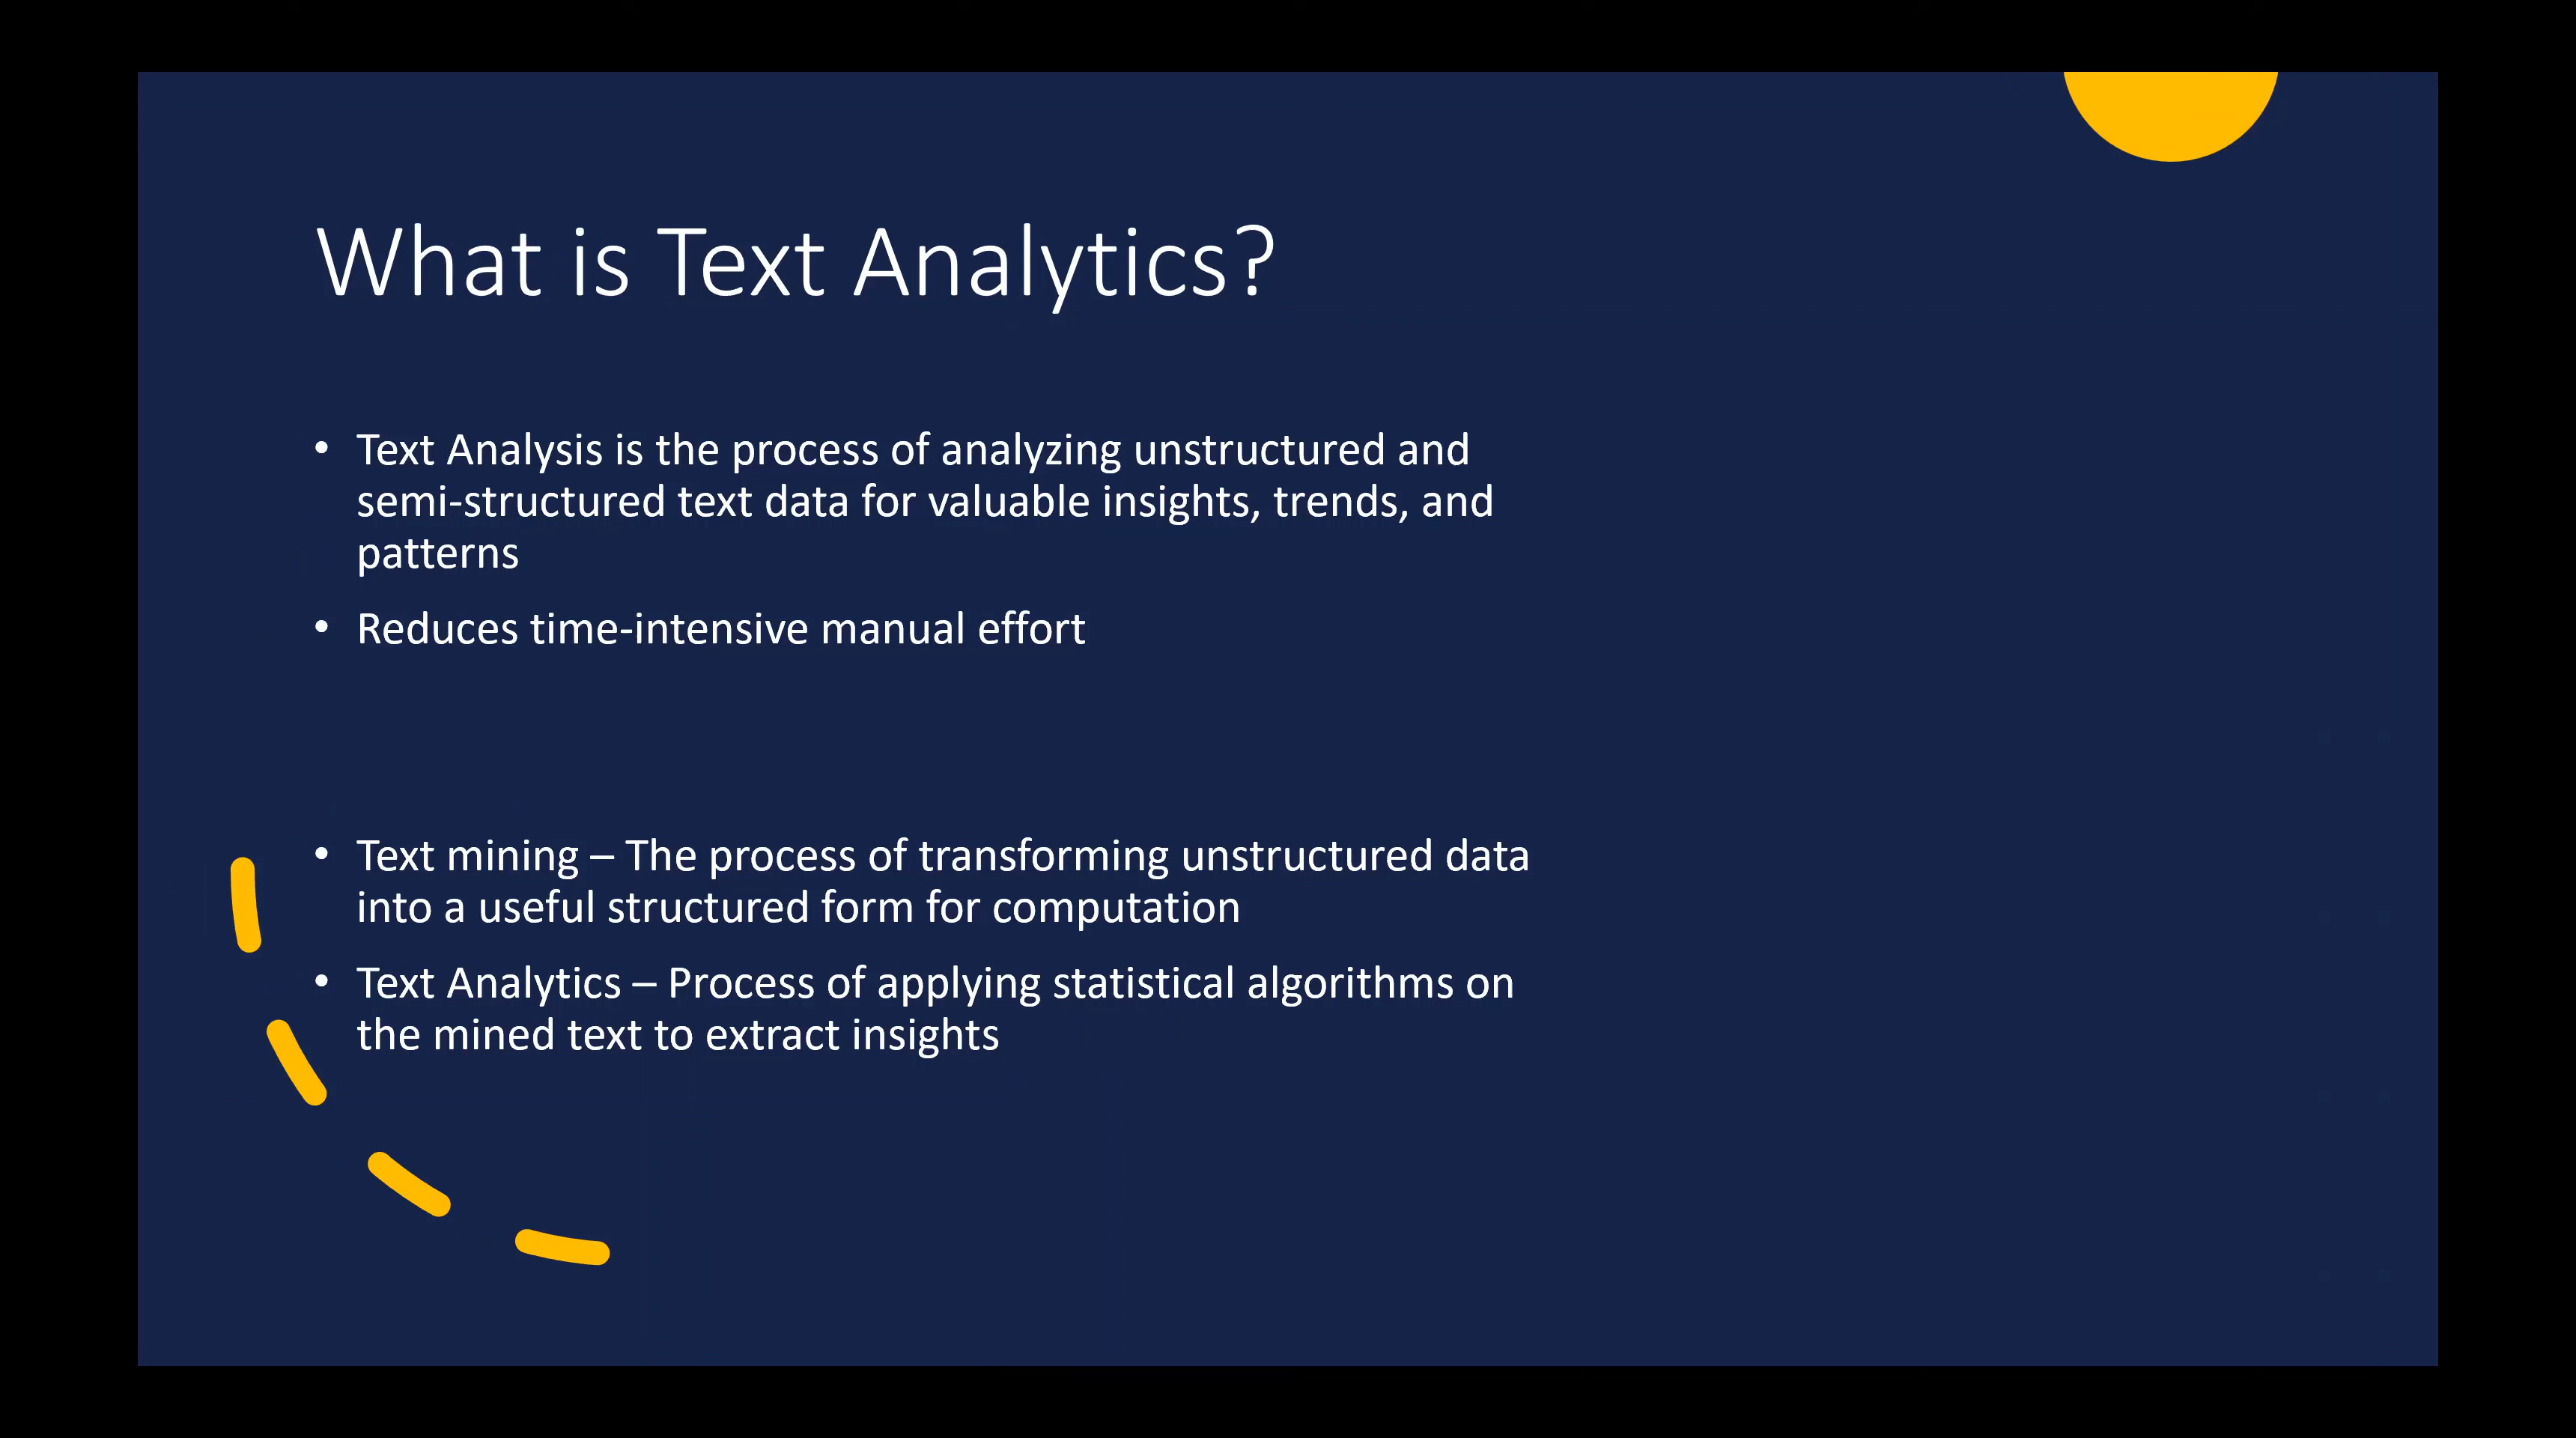 What is Text Analytics?
• Text Analysis is the process of analyzing unstructured and
semi-structured text data for valuable insights, trends, and
patterns
• Reduces time-intensive manual effort
• Text mining – The process of transforming unstructured data
into a useful structured form for computation
• Text Analytics – Process of applying statistical algorithms on
the mined text to extract insights